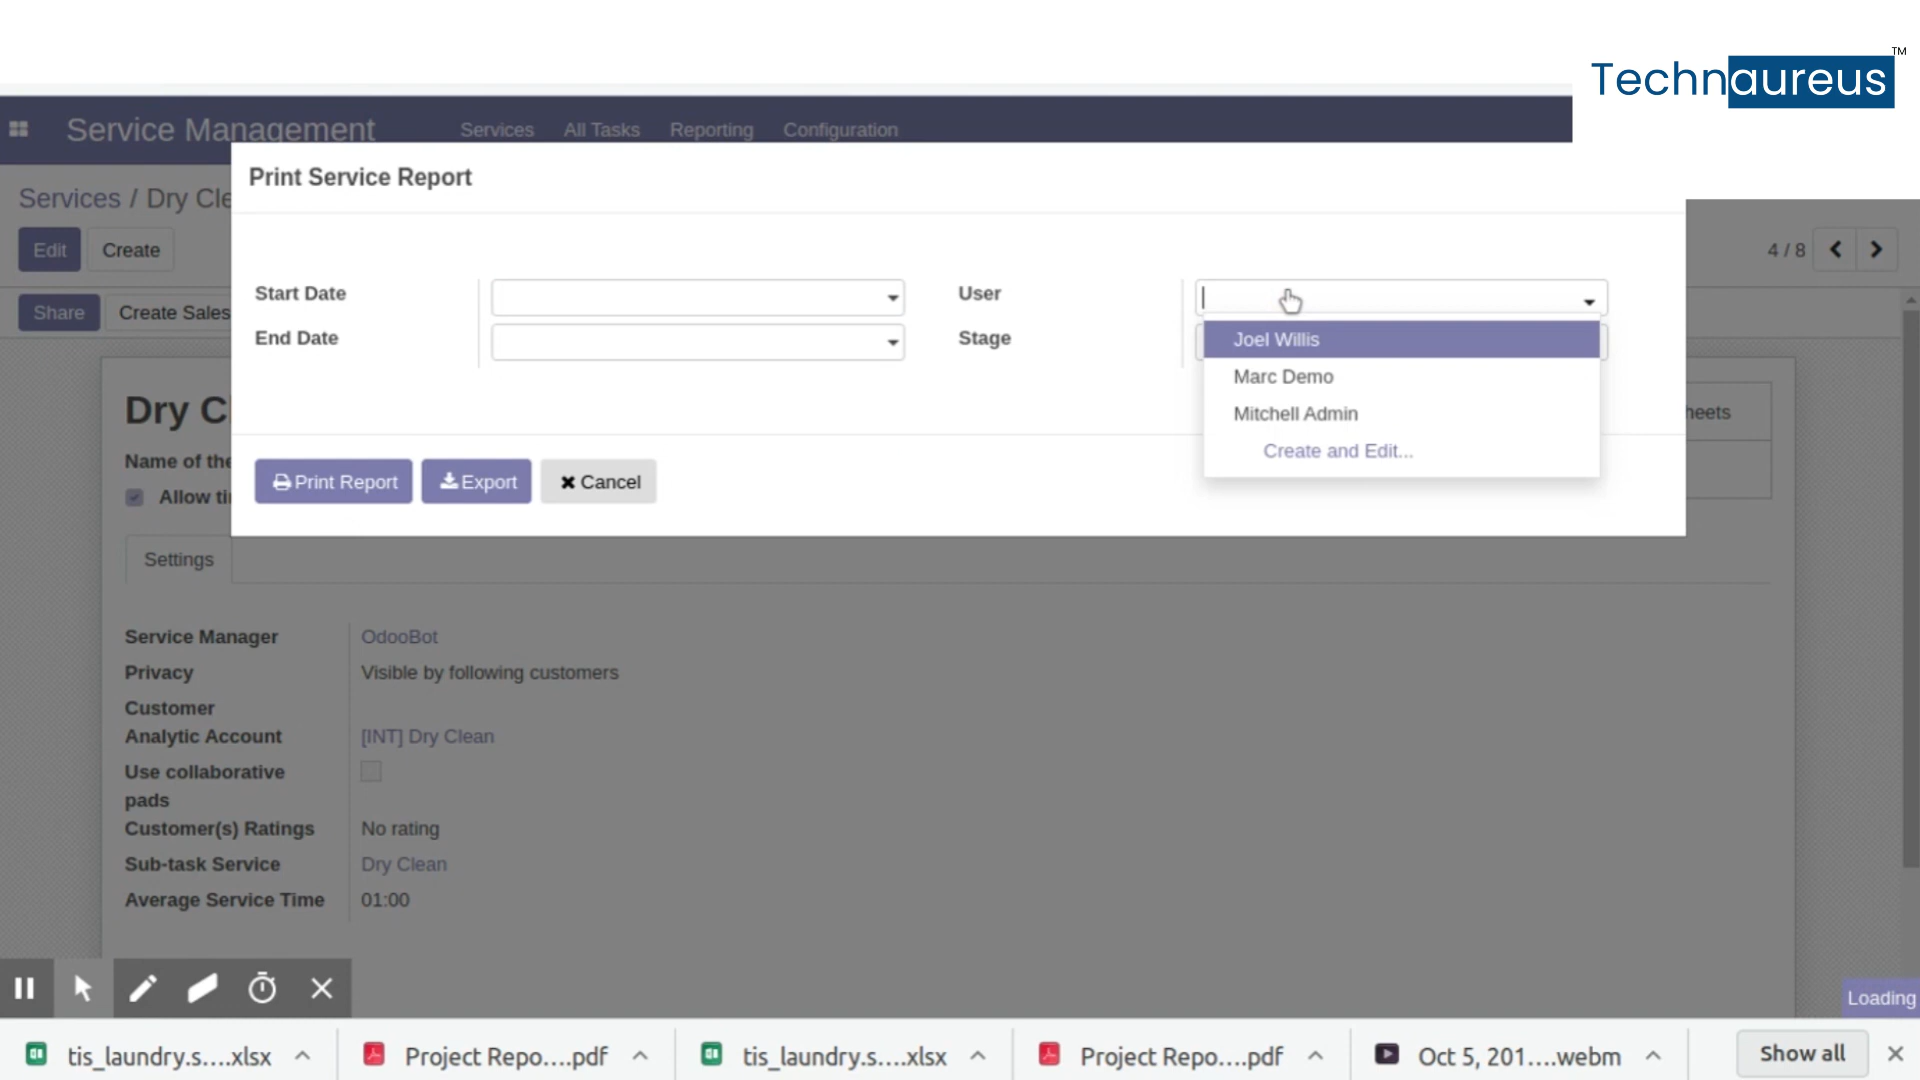 Technaureus™
Service Management Services All Tasks Reporting Configuration
Print Service Report
Services / Dry Cle
Edit Create
4 / 8
Start Date
User
Share Create Sales
End Date
Stage
Joel Willis
Marc Demo
Mitchell Admin
Create and Edit...
Dry C
heets
Name of the
Allow ti
Print Report Export Cancel
Settings
Service Manager OdooBot
Privacy Visible by following customers
Customer
Analytic Account [INT] Dry Clean
Use collaborative
pads
Customer(s) Ratings No rating
Sub-task Service Dry Clean
Average Service Time 01:00
Loading
tis_laundry.s....xlsx Project Repo....pdf tis_laundry.s....xlsx Project Repo....pdf Oct 5, 201....webm Show all